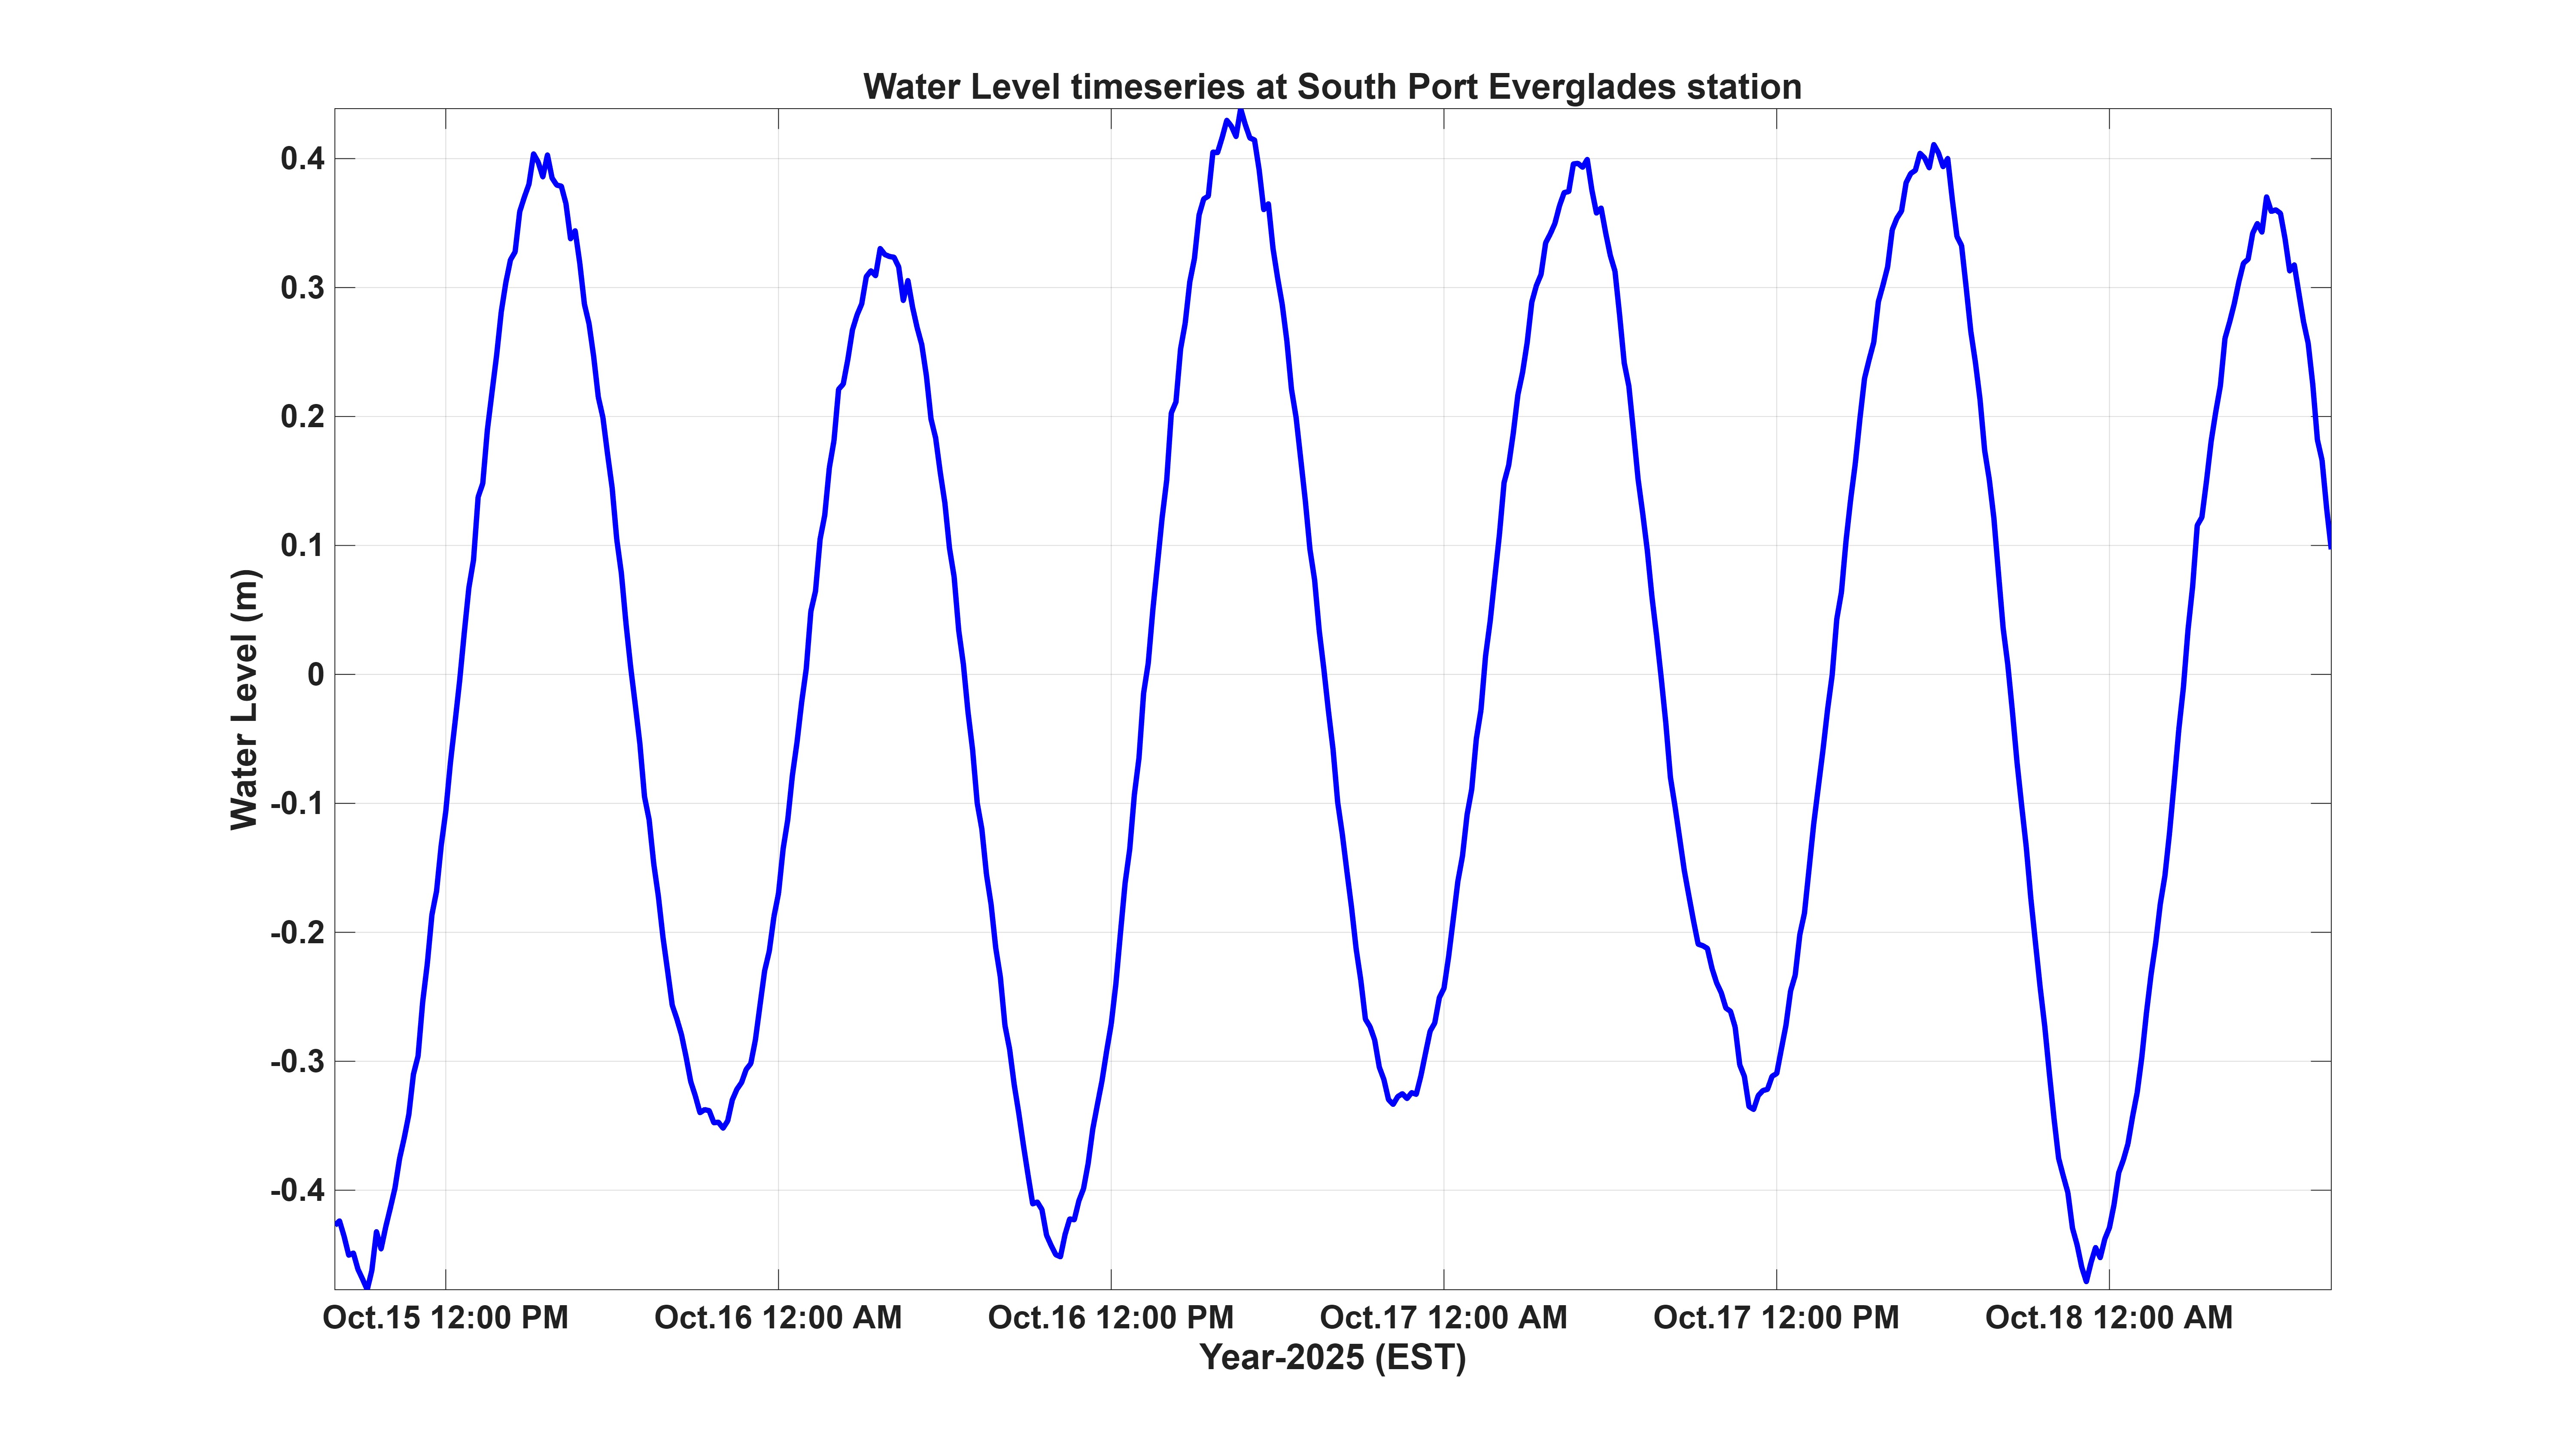 Water Level timeseries at South Port Everglades station
0.4
0.3
0.2
0.1
0
-0.1
-0.2
-0.3
-0.4
Water Level (m)
Oct.15 12:00 PM Oct.16 12:00 AM Oct.16 12:00 PM Oct.17 12:00 AM Oct.17 12:00 PM Oct.18 12:00 AM
Year-2025 (EST)